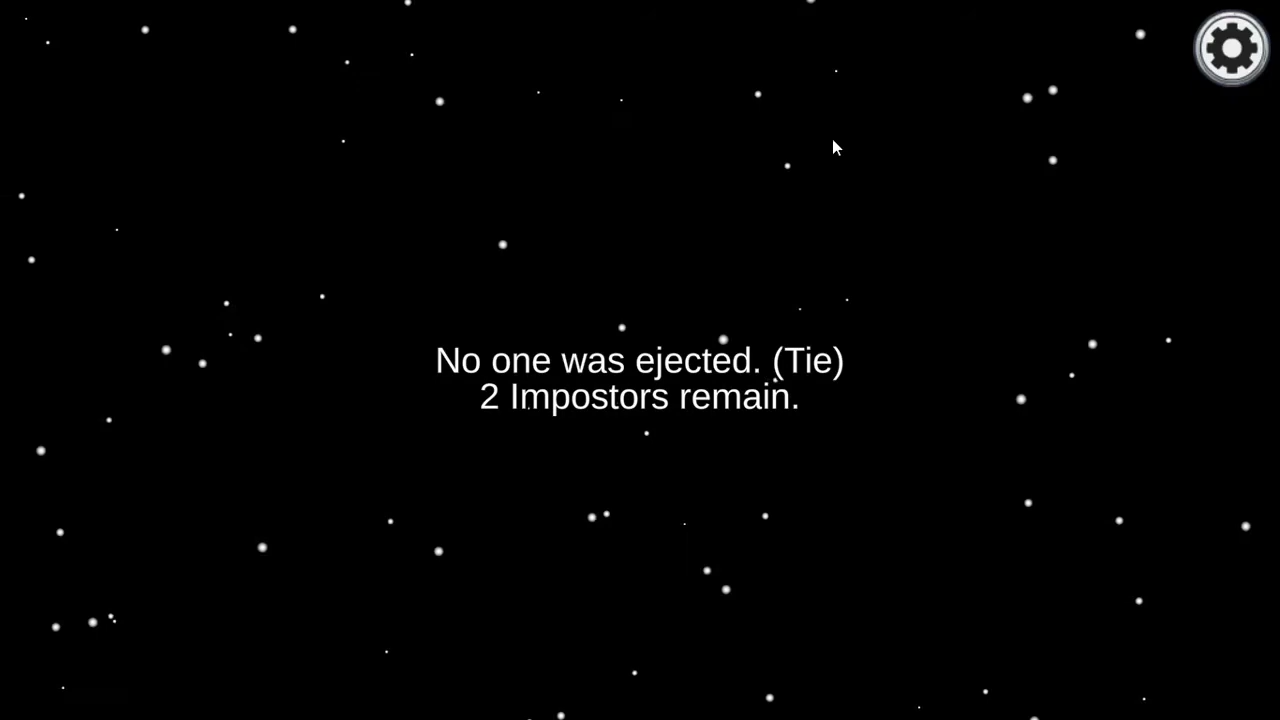 No one was ejected. (Tie)
2 Impostors remain.